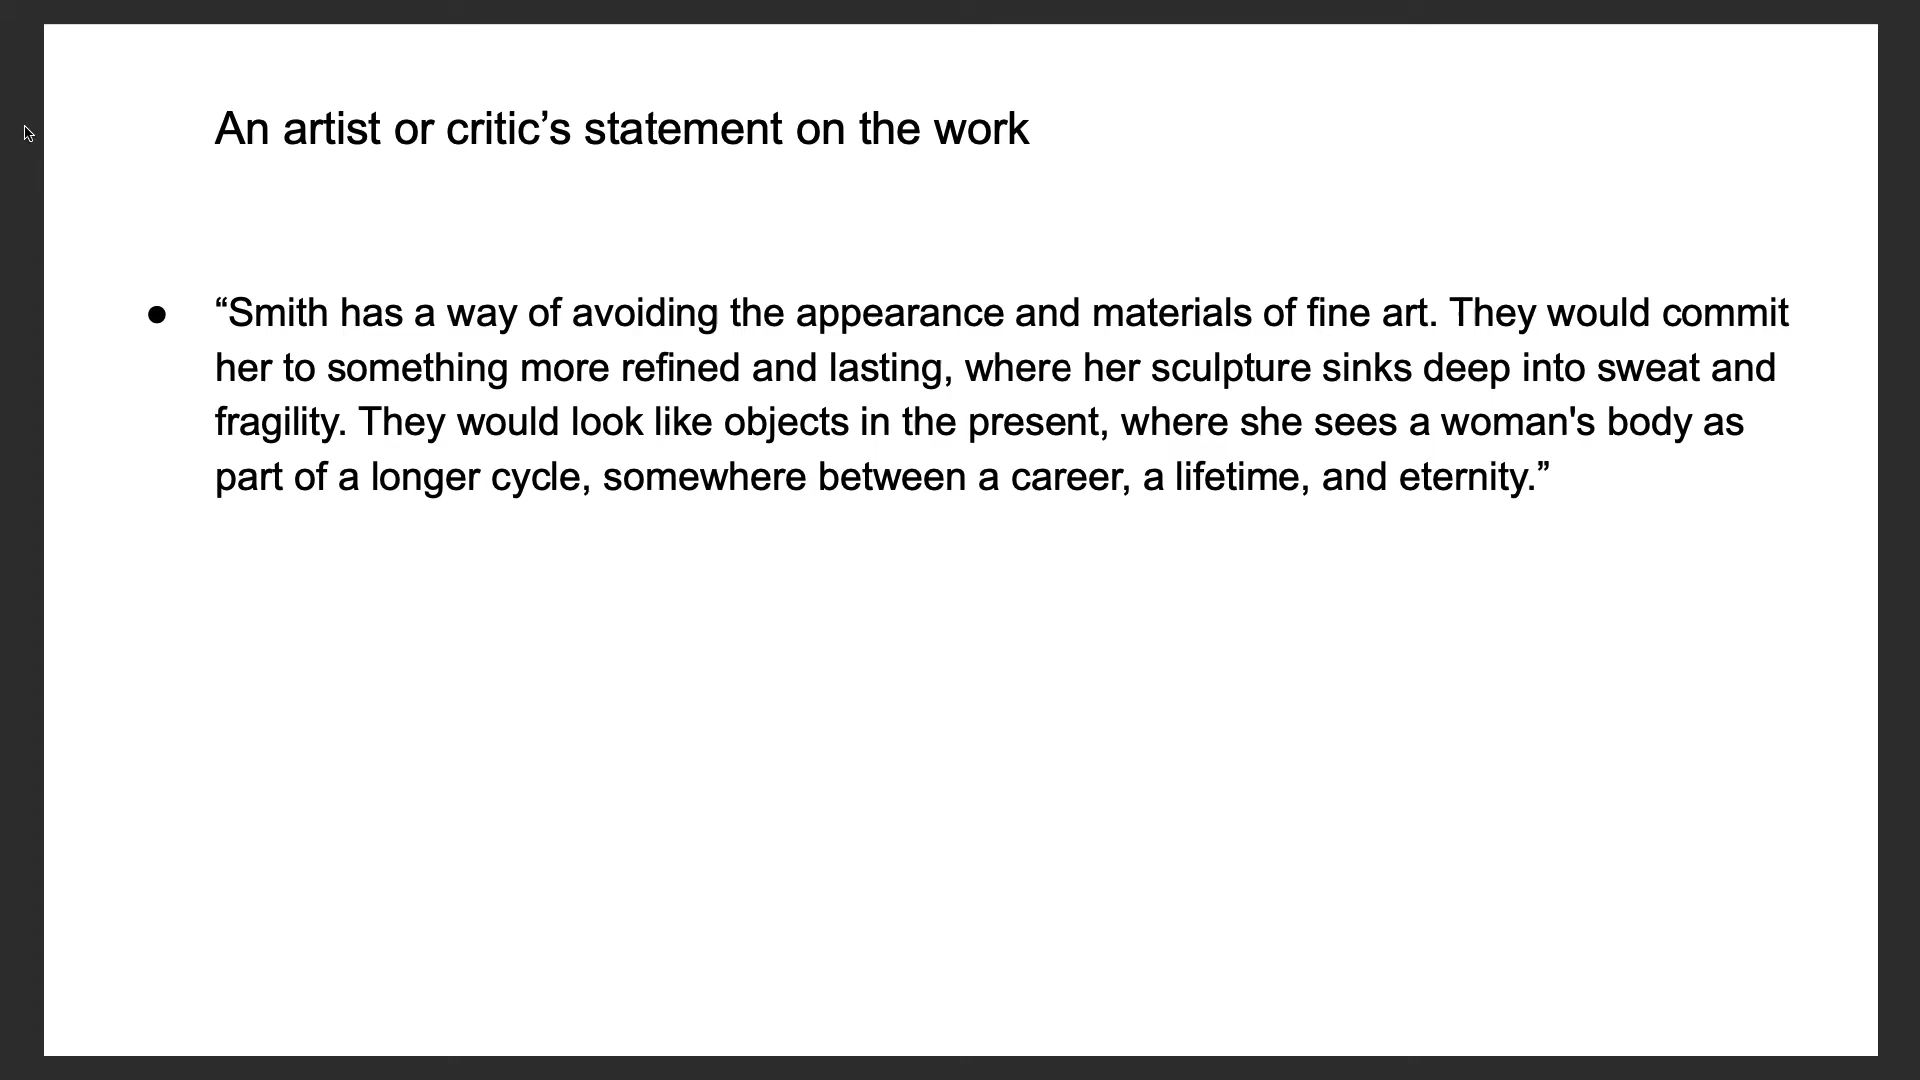 An artist or critic’s statement on the work
● “Smith has a way of avoiding the appearance and materials of fine art. They would commit
her to something more refined and lasting, where her sculpture sinks deep into sweat and
fragility. They would look like objects in the present, where she sees a woman's body as
part of a longer cycle, somewhere between a career, a lifetime, and eternity.”